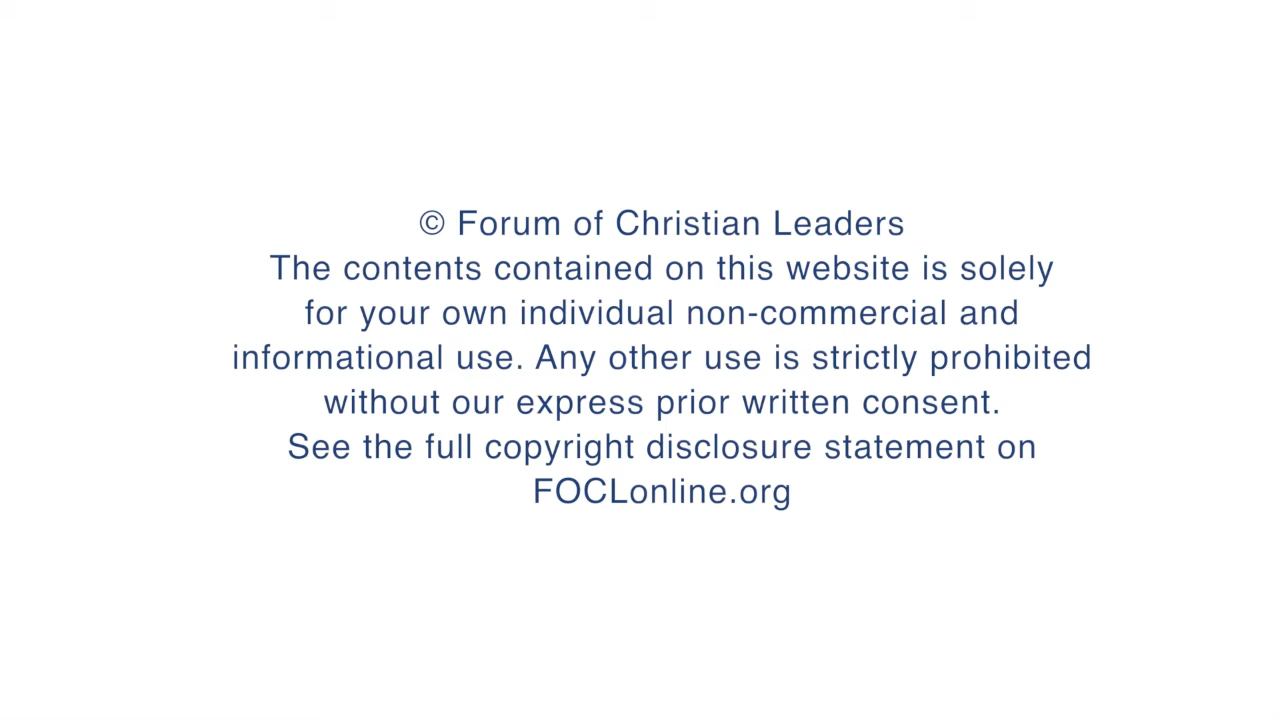 © Forum of Christian Leaders
The contents contained on this website is solely
for your own individual non-commercial and
informational use. Any other use is strictly prohibited
without our express prior written consent.
See the full copyright disclosure statement on
FOCLonline.org